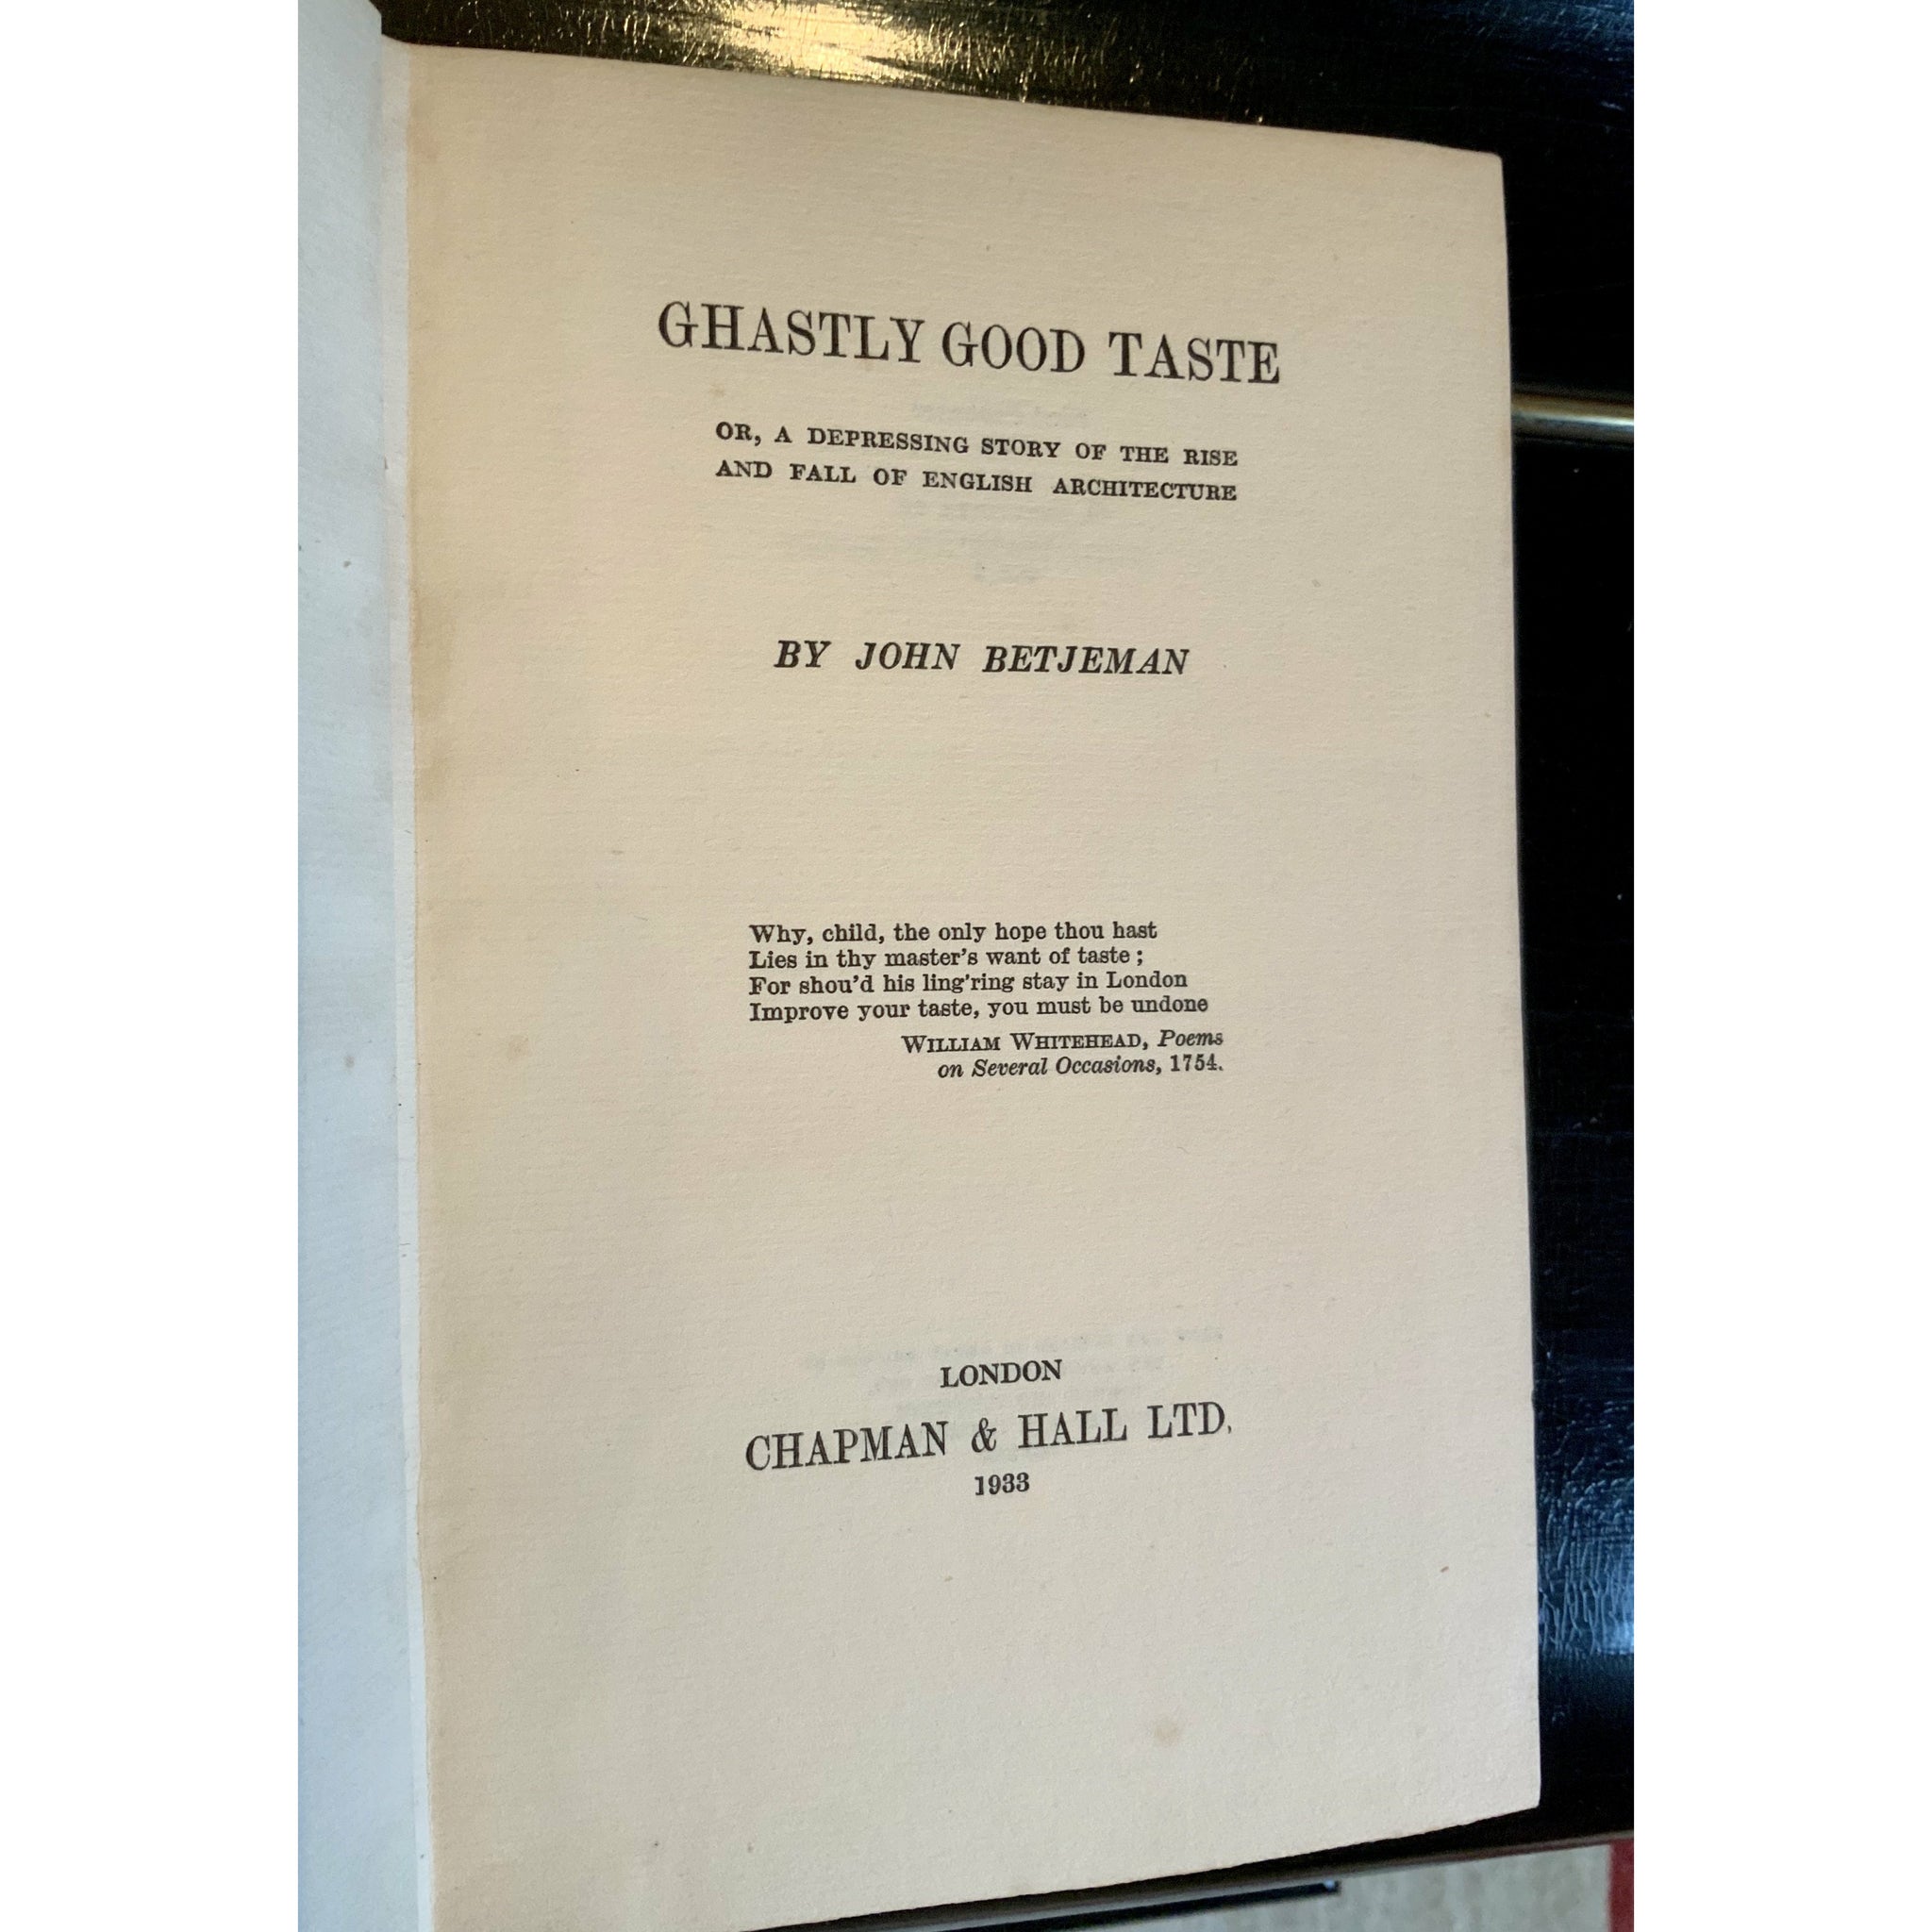 GHASTLY GOOD TASTE
OR, A DEPRESSING STORY OF THE RISE
AND FALL OF ENGLISH ARCHITECTURE
BY JOHN BETJEMAN
Why, child, the only hope thou hast
Lies in thy master's want of taste ;
For shou'd his ling'ring stay in London
Improve your taste, you must be undone
WILLIAM WHITEHEAD, Poems
on Several Occasions, 1754.
LONDON
CHAPMAN & HALL LTD.
1933